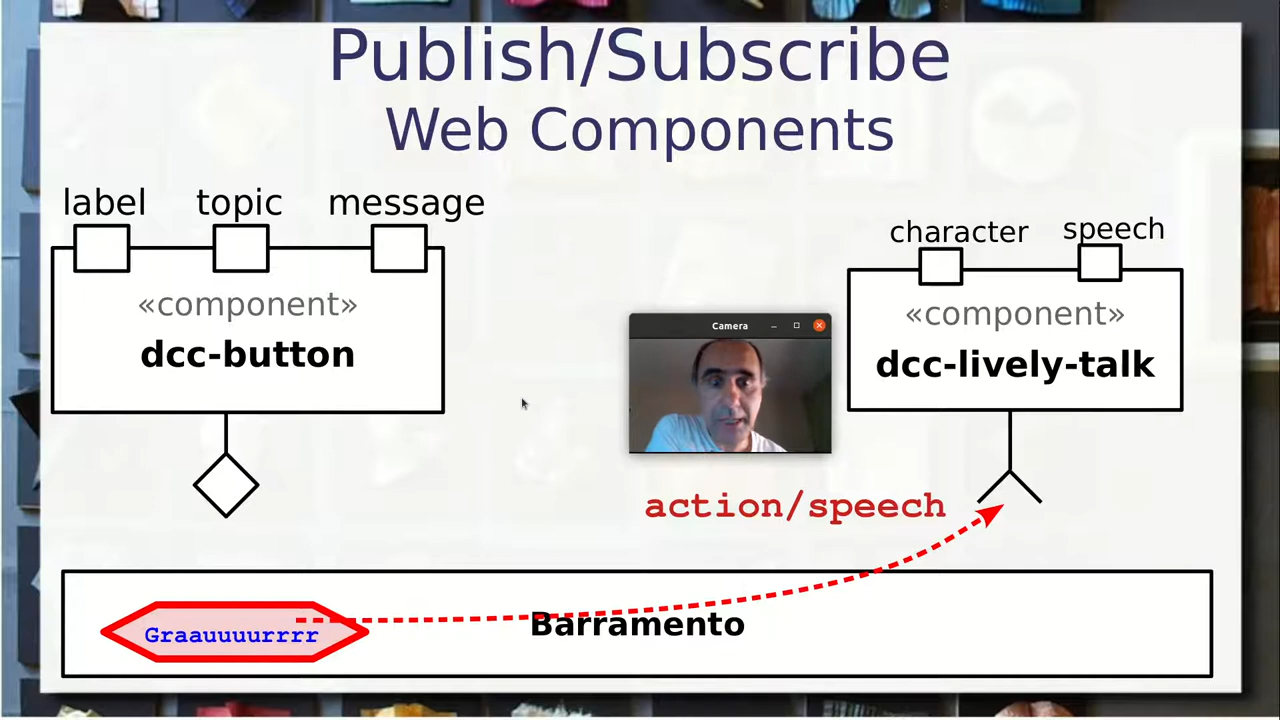 Publish/Subscribe
Web Components
label topic message
character speech
«component»
dcc-button
Camera
«component»
dcc-lively-talk
action/speech
Graauuuurrrr
Barramento